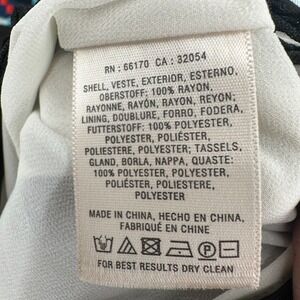 RN : 66170 CA : 32054
SHELL, VESTE, EXTERIOR, ESTERNO,
OBERSTOFF: 100% RAYON,
RAYONNE, RAYÓN, RAYON, REYON;
LINING, DOUBLURE, FORRO, FODERA,
FUTTERSTOFF: 100% POLYESTER,
POLYESTER, POLIÉSTER,
POLIESTERE, POLYESTER; TASSELS,
GLAND, BORLA, NAPPA, QUASTE:
100% POLYESTER, POLYESTER,
POLIÉSTER, POLIESTERE,
POLYESTER
MADE IN CHINA, HECHO EN CHINA,
FABRIQUÉ EN CHINE
P
FOR BEST RESULTS DRY CLEAN